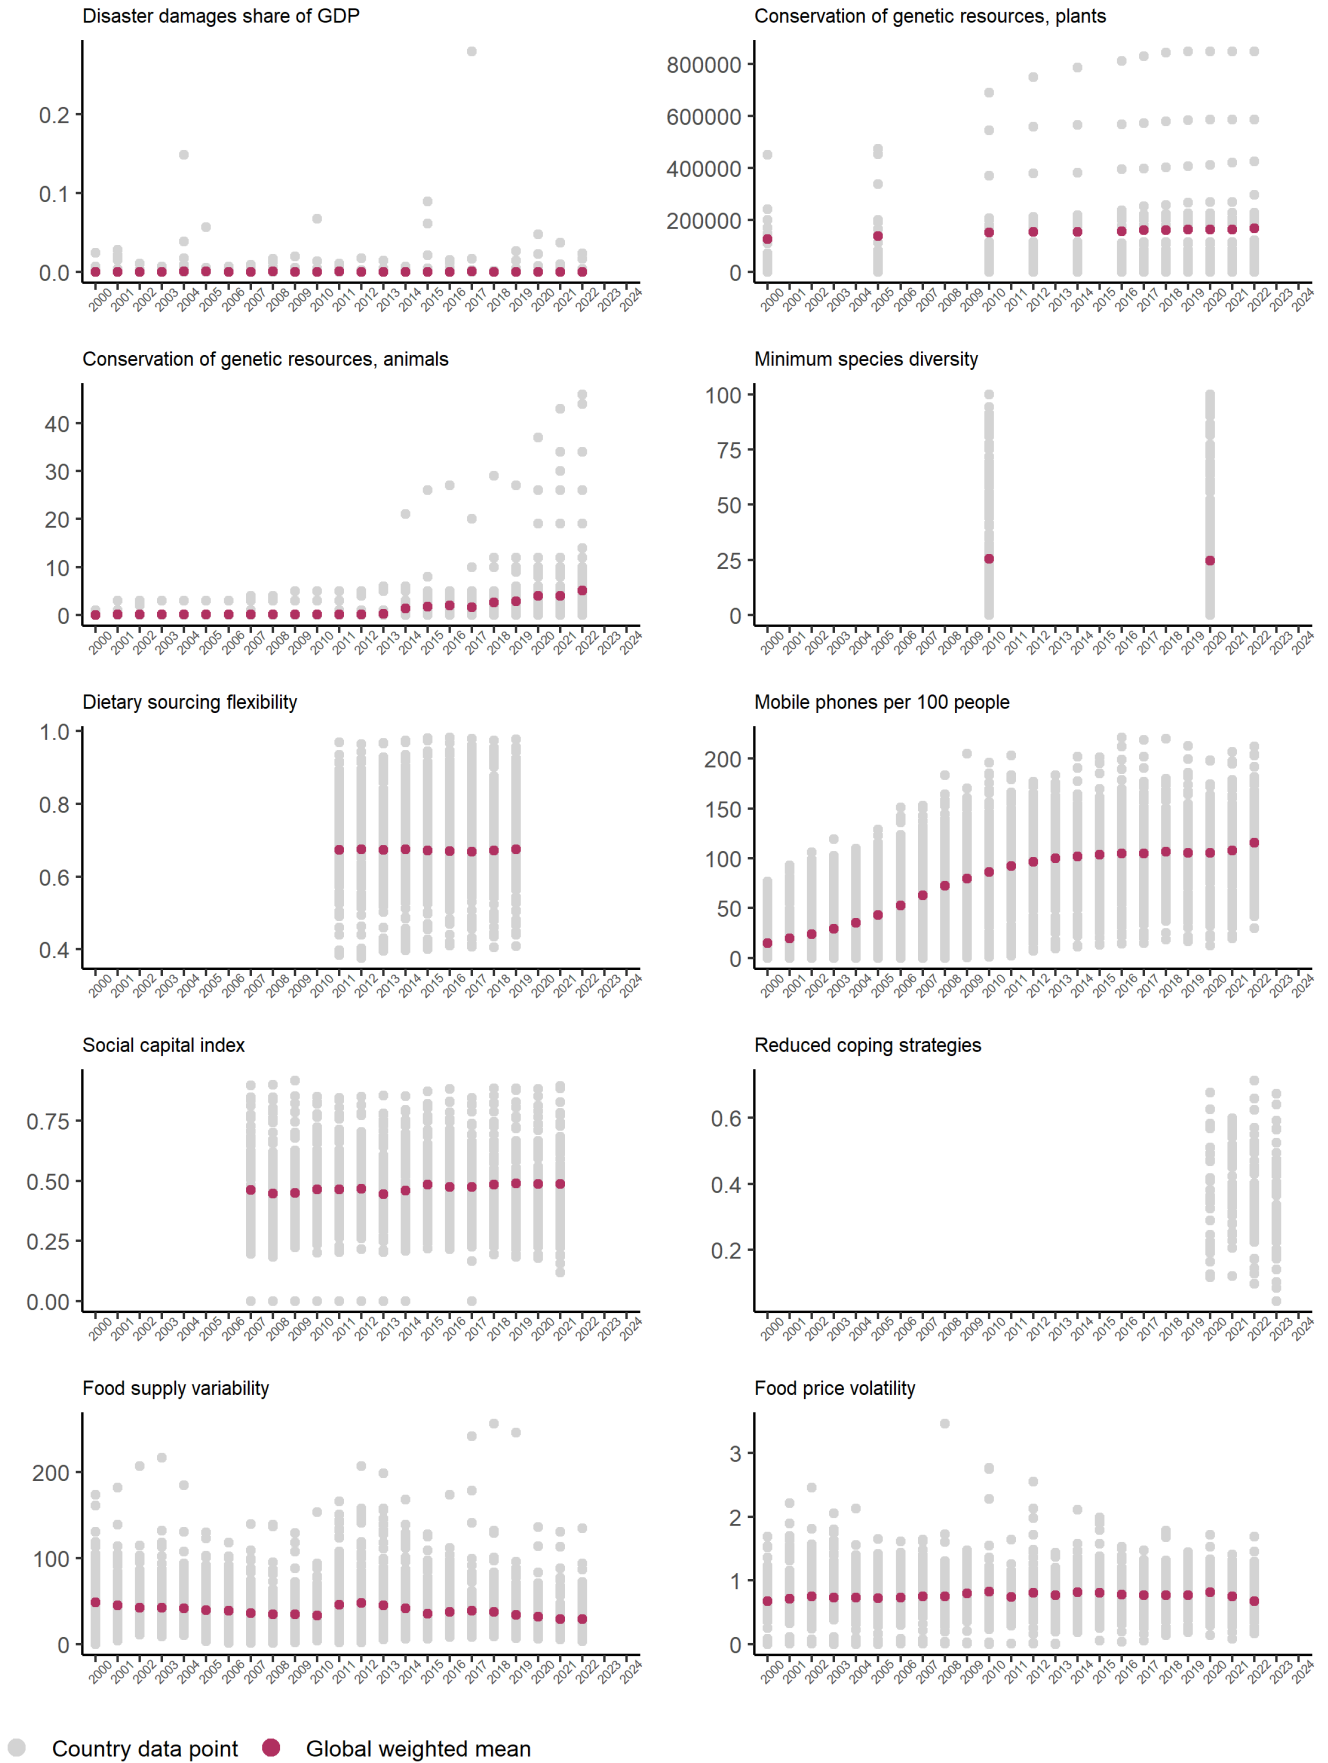 Disaster damages share of GDP
0.2
0.1
0.0
2000 2001 2002 2003 2004 2005 2006 2007 2008 2009 2010 2011 2012 2013 2014 2015 2016 2017 2018 2019 2020 2021 2022 2023 2024
Conservation of genetic resources, plants
800000
600000
400000
200000
0
2000 2001 2002 2003 2004 2005 2006 2007 2008 2009 2010 2011 2012 2013 2014 2015 2016 2017 2018 2019 2020 2021 2022 2023 2024
Conservation of genetic resources, animals
40
30
20
10
0
2000 2001 2002 2003 2004 2005 2006 2007 2008 2009 2010 2011 2012 2013 2014 2015 2016 2017 2018 2019 2020 2021 2022 2023 2024
Minimum species diversity
100
75
50
25
0
2000 2001 2002 2003 2004 2005 2006 2007 2008 2009 2010 2011 2012 2013 2014 2015 2016 2017 2018 2019 2020 2021 2022 2023 2024
Dietary sourcing flexibility
1.0
0.8
0.6
0.4
2000 2001 2002 2003 2004 2005 2006 2007 2008 2009 2010 2011 2012 2013 2014 2015 2016 2017 2018 2019 2020 2021 2022 2023 2024
Mobile phones per 100 people
200
150
100
50
0
2000 2001 2002 2003 2004 2005 2006 2007 2008 2009 2010 2011 2012 2013 2014 2015 2016 2017 2018 2019 2020 2021 2022 2023 2024
Social capital index
0.75
0.50
0.25
0.00
2000 2001 2002 2003 2004 2005 2006 2007 2008 2009 2010 2011 2012 2013 2014 2015 2016 2017 2018 2019 2020 2021 2022 2023 2024
Reduced coping strategies
0.6
0.4
0.2
2000 2001 2002 2003 2004 2005 2006 2007 2008 2009 2010 2011 2012 2013 2014 2015 2016 2017 2018 2019 2020 2021 2022 2023 2024
Food supply variability
200
100
0
2000 2001 2002 2003 2004 2005 2006 2007 2008 2009 2010 2011 2012 2013 2014 2015 2016 2017 2018 2019 2020 2021 2022 2023 2024
Food price volatility
3
2
1
0
2000 2001 2002 2003 2004 2005 2006 2007 2008 2009 2010 2011 2012 2013 2014 2015 2016 2017 2018 2019 2020 2021 2022 2023 2024
Country data point Global weighted mean